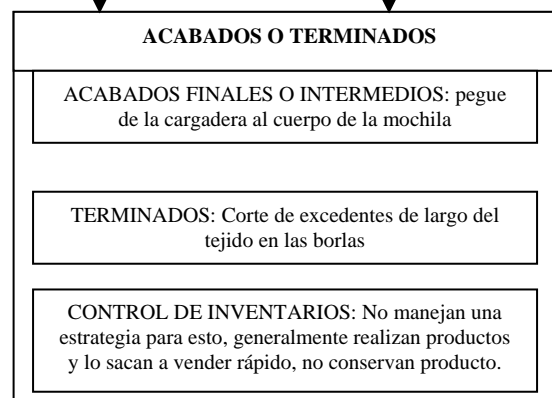 ACABADOS O TERMINADOS
ACABADOS FINALES O INTERMEDIOS: pegue
de la cargadera al cuerpo de la mochila
TERMINADOS: Corte de excedentes de largo del
tejido en las borlas
CONTROL DE INVENTARIOS: No manejan una
estrategia para esto, generalmente realizan productos
y lo sacan a vender rápido, no conservan producto.